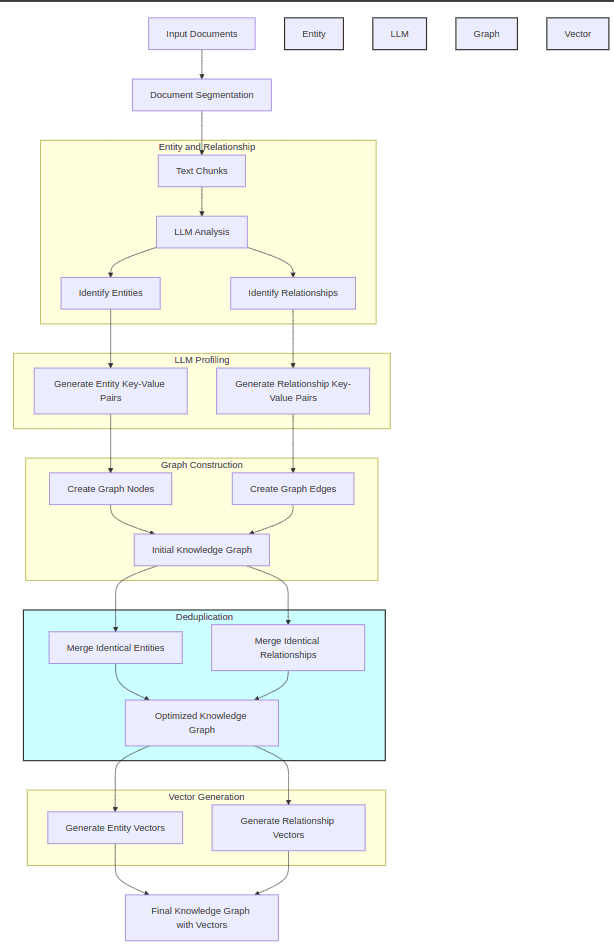 Input Documents
Entity
LLM
Graph
Vector
Document Segmentation
Entity and Relationship
Text Chunks
LLM Analysis
Identify Entities
Identify Relationships
LLM Profiling
Generate Entity Key-Value
Pairs
Generate Relationship Key-
Value Pairs
Graph Construction
Create Graph Nodes
Create Graph Edges
Initial Knowledge Graph
Deduplication
Merge Identical Entities
Merge Identical
Relationships
Optimized Knowledge
Graph
Vector Generation
Generate Entity Vectors
Generate Relationship
Vectors
Final Knowledge Graph
with Vectors